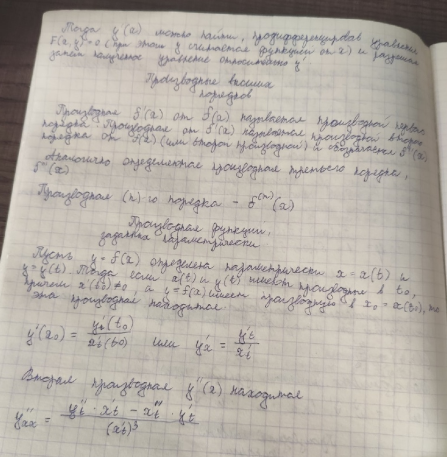 Тогда y'(x) можно найти, продифференцировав уравнение
F(x,y)=0 (при этом y считается функцией от x) и разрешая
затем полученное уравнение относительно y'
Производные высших
порядков
Производная f'(x) от f(x) называется производной первого
порядка. Производная от f'(x) называется производной второго
порядка от f(x) (или второй производной) и обозначается f''(x)
Аналогично определяется производная третьего порядка,
f'''(x)
Производная (n)-го порядка - f⁽ⁿ⁾(x)
Производная функции,
заданная параметрически
Пусть y = f(x) определена параметрически x = x(t) и
y = y(t). Тогда если x(t) и y(t) имеют производные в t₀,
причем x'(t₀) ≠ 0, а y = f(x) имеет производную в x₀ = x(t₀), то
эта производная находится:
y'(x₀) = y't(t₀) / x't(t₀) или y'x = y't / x't
Вторая производная y''(x) находится
y''xx = (y''t · x't - x''t · y't) / (x't)³